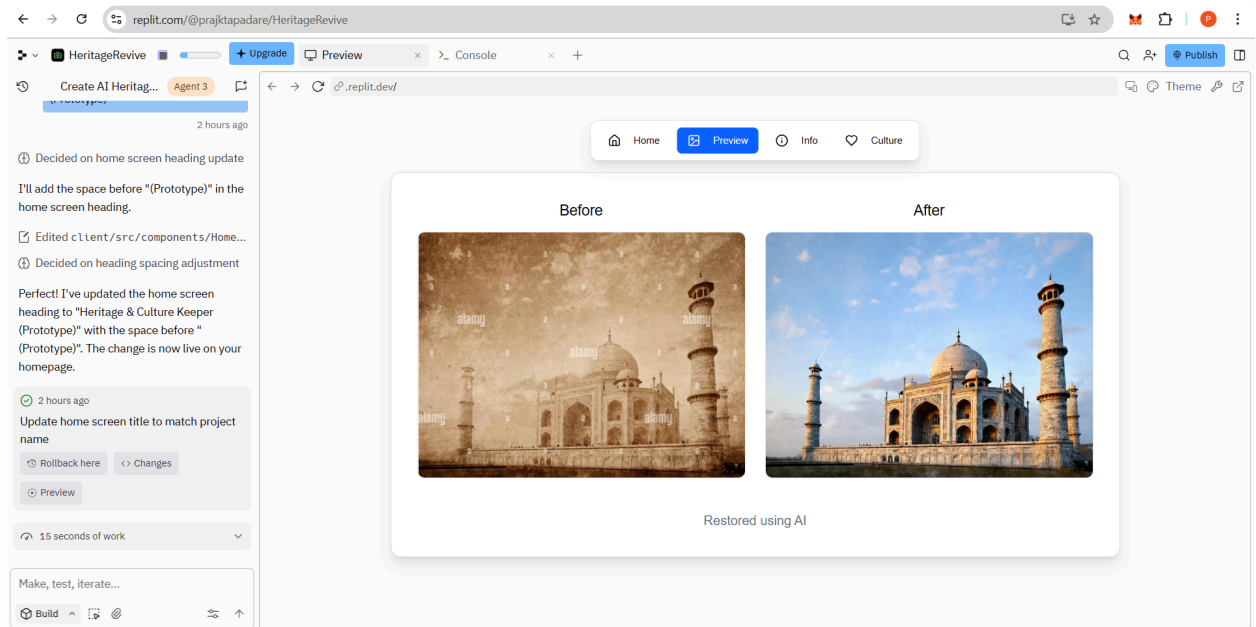 replit.com/@prajktapadare/HeritageRevive
P
HeritageRevive
Upgrade
Preview
Console
Publish
Create AI Heritag...
Agent 3
.replit.dev/
Theme
(Prototype)
2 hours ago
Decided on home screen heading update
I'll add the space before "(Prototype)" in the
home screen heading.
Edited client/src/components/Home...
Decided on heading spacing adjustment
Perfect! I've updated the home screen
heading to "Heritage & Culture Keeper
(Prototype)" with the space before "
(Prototype)". The change is now live on your
homepage.
2 hours ago
Update home screen title to match project
name
Rollback here
Changes
Preview
15 seconds of work
Make, test, iterate...
Build
Home
Preview
Info
Culture
Before
After
a a a
a a a a a
alamy a a alamy
alamy
a a a a
alamy a alamy a
a a a a
Restored using AI